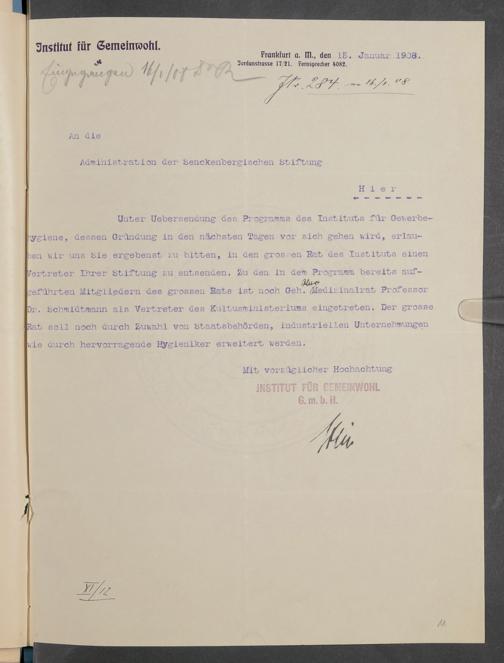 Institut für Gemeinwohl.
Frankfurt a. M., den 15. Januar 1908.
Jordanstrasse 17/21. Fernsprecher 4082.
Eingegangen 16/1/08
Nr. 284
An die
Administration der Senckenbergischen Stiftung
Hier
Unter Uebersendung des Programms des Instituts für Gewerbe-
hygiene, dessen Gründung in den nächsten Tagen vor sich gehen wird, erlau-
ben wir uns Sie ergebenst zu bitten, in den grossen Rat des Instituts einen
Vertreter Ihrer Stiftung zu entsenden. Zu den in dem Programm bereits auf-
geführten Mitgliedern des grossen Rats ist noch Geh. Ober Medizinalrat Professor
Dr. Schmidtmann als Vertreter des Kultusministeriums eingetreten. Der grosse
Rat soll noch durch Zuwahl von Staatsbehörden, industriellen Unternehmungen
wie durch hervorragende Hygieniker erweitert werden.
Mit vorzüglicher Hochachtung
INSTITUT FÜR GEMEINWOHL
G. m. b. H.
XI/12